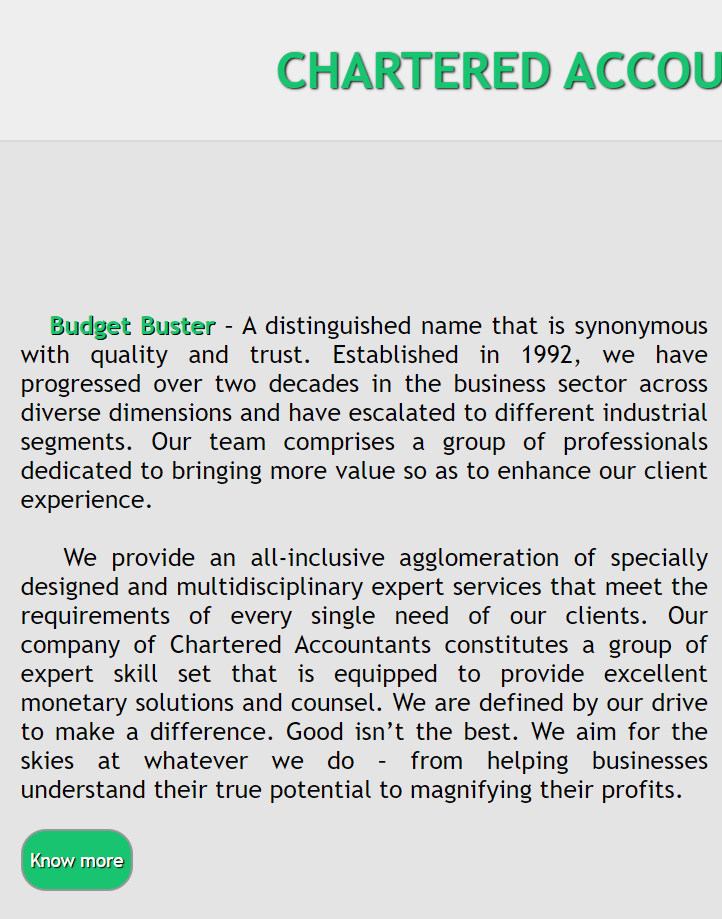 CHARTERED ACCOU
Budget Buster – A distinguished name that is synonymous
with quality and trust. Established in 1992, we have
progressed over two decades in the business sector across
diverse dimensions and have escalated to different industrial
segments. Our team comprises a group of professionals
dedicated to bringing more value so as to enhance our client
experience.
We provide an all-inclusive agglomeration of specially
designed and multidisciplinary expert services that meet the
requirements of every single need of our clients. Our
company of Chartered Accountants constitutes a group of
expert skill set that is equipped to provide excellent
monetary solutions and counsel. We are defined by our drive
to make a difference. Good isn’t the best. We aim for the
skies at whatever we do – from helping businesses
understand their true potential to magnifying their profits.
Know more